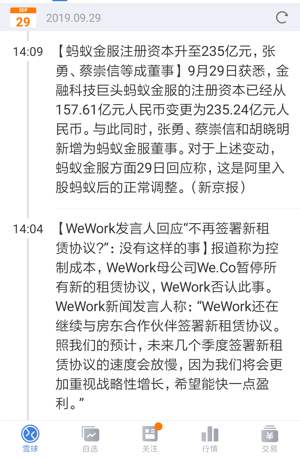 SEP
29
2019.09.29
14:09
【蚂蚁金服注册资本升至235亿元，张
勇、蔡崇信等成董事】9月29日获悉，金
融科技巨头蚂蚁金服的注册资本已经从
157.61亿元人民币变更为235.24亿元人
民币。与此同时，张勇、蔡崇信和胡晓明
新增为蚂蚁金服董事。对于上述变动，
蚂蚁金服方面29日回应称，这是阿里入
股蚂蚁后的正常调整。（新京报）
14:04
【WeWork发言人回应“不再签署新租
赁协议?”：没有这样的事】报道称为控
制成本，WeWork母公司We.Co暂停所
有新的租赁协议，WeWork否认此事。
WeWork新闻发言人称：“WeWork还在
继续与房东合作伙伴签署新租赁协议。
照我们的预计，未来几个季度签署新租
赁协议的速度会放慢，因为我们将会更
加重视战略性增长，希望能快一点盈
利。”
雪球 自选 关注 行情 交易